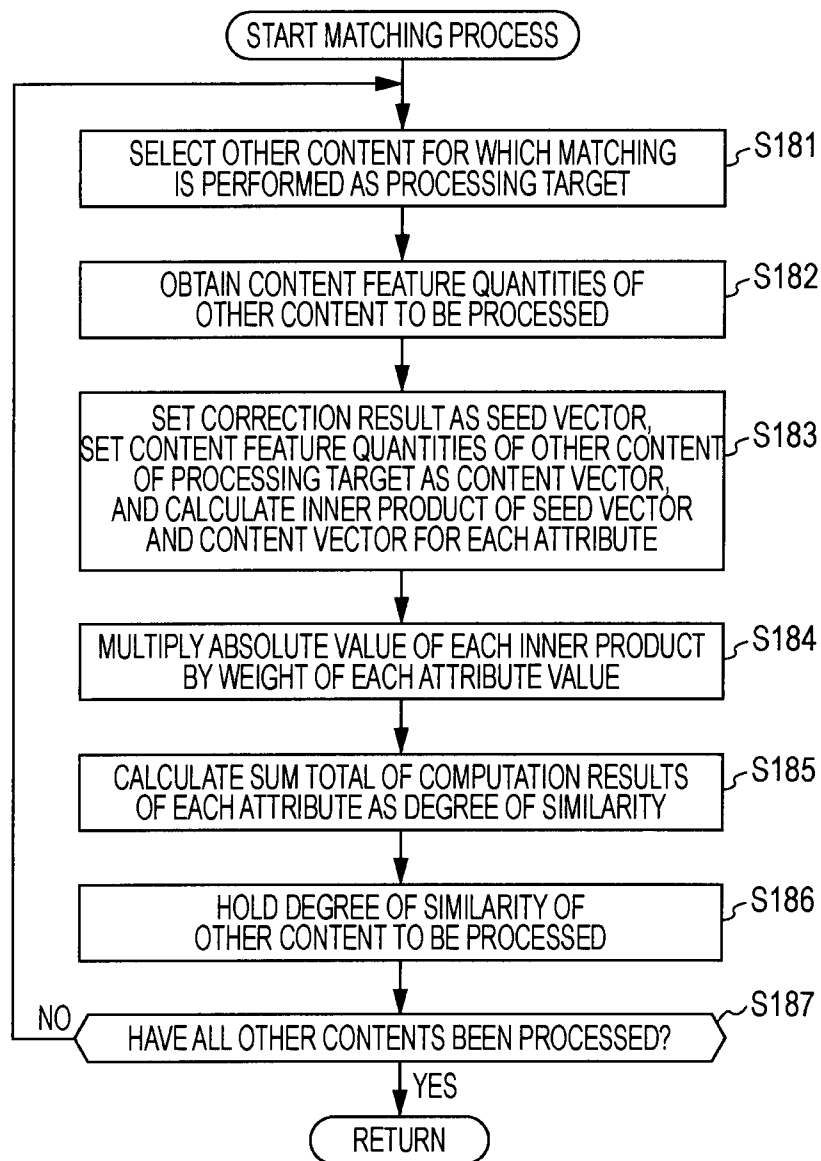 START MATCHING PROCESS
SELECT OTHER CONTENT FOR WHICH MATCHING
IS PERFORMED AS PROCESSING TARGET
S181
OBTAIN CONTENT FEATURE QUANTITIES OF
OTHER CONTENT TO BE PROCESSED
S182
SET CORRECTION RESULT AS SEED VECTOR,
SET CONTENT FEATURE QUANTITIES OF OTHER CONTENT
OF PROCESSING TARGET AS CONTENT VECTOR,
AND CALCULATE INNER PRODUCT OF SEED VECTOR
AND CONTENT VECTOR FOR EACH ATTRIBUTE
S183
MULTIPLY ABSOLUTE VALUE OF EACH INNER PRODUCT
BY WEIGHT OF EACH ATTRIBUTE VALUE
S184
CALCULATE SUM TOTAL OF COMPUTATION RESULTS
OF EACH ATTRIBUTE AS DEGREE OF SIMILARITY
S185
HOLD DEGREE OF SIMILARITY OF
OTHER CONTENT TO BE PROCESSED
S186
HAVE ALL OTHER CONTENTS BEEN PROCESSED?
S187
NO
YES
RETURN